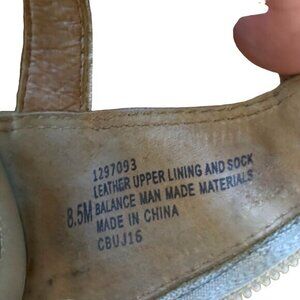 1297093
LEATHER UPPER LINING AND SOCK
8.5M BALANCE MAN MADE MATERIALS
MADE IN CHINA
CBUJ16